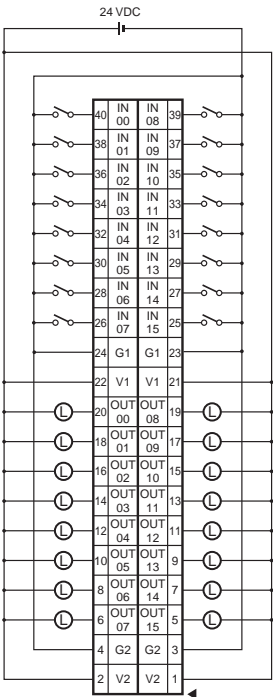 24 VDC
40 IN 00 IN 08 39
38 IN 01 IN 09 37
36 IN 02 IN 10 35
34 IN 03 IN 11 33
32 IN 04 IN 12 31
30 IN 05 IN 13 29
28 IN 06 IN 14 27
26 IN 07 IN 15 25
24 G1 G1 23
22 V1 V1 21
L 20 OUT 00 OUT 08 19 L
L 18 OUT 01 OUT 09 17 L
L 16 OUT 02 OUT 10 15 L
L 14 OUT 03 OUT 11 13 L
L 12 OUT 04 OUT 12 11 L
L 10 OUT 05 OUT 13 9 L
L 8 OUT 06 OUT 14 7 L
L 6 OUT 07 OUT 15 5 L
4 G2 G2 3
2 V2 V2 1